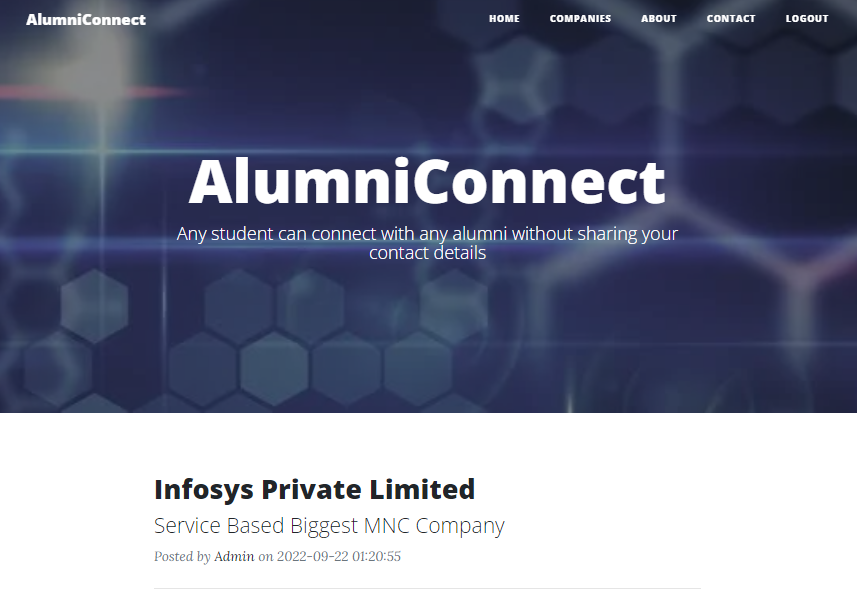 AlumniConnect
HOME COMPANIES ABOUT CONTACT LOGOUT
AlumniConnect
Any student can connect with any alumni without sharing your
contact details
Infosys Private Limited
Service Based Biggest MNC Company
Posted by Admin on 2022-09-22 01:20:55